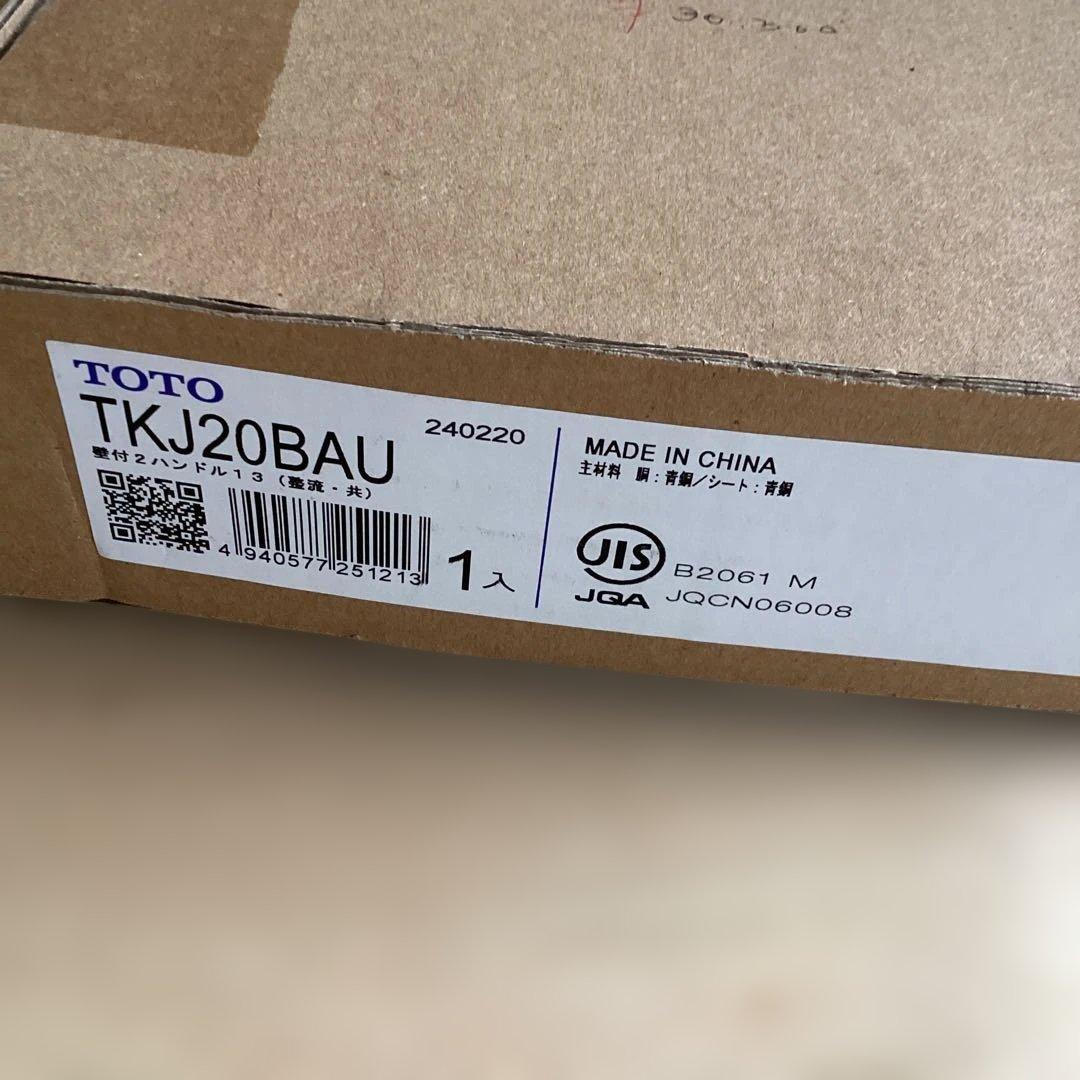 TOTO
TKJ20BAU
240220
壁付2ハンドル13(整流・共)
4 940577 251213
1入
MADE IN CHINA
主材料 胴:青銅/シート:青銅
JIS
JQA
B2061 M
JQCN06008